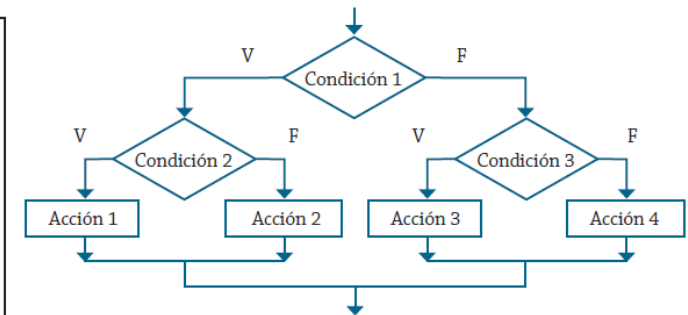 V F
Condición 1
V F V F
Condición 2 Condición 3
Acción 1 Acción 2 Acción 3 Acción 4